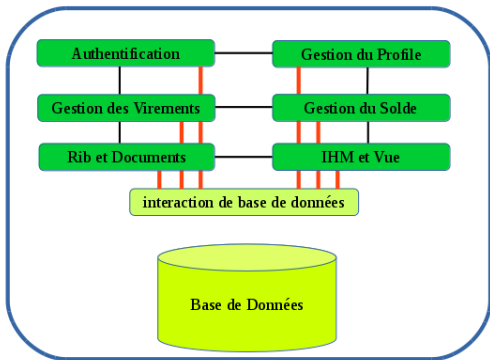 Authentification
Gestion du Profile
Gestion des Virements
Gestion du Solde
Rib et Documents
IHM et Vue
interaction de base de données
Base de Données